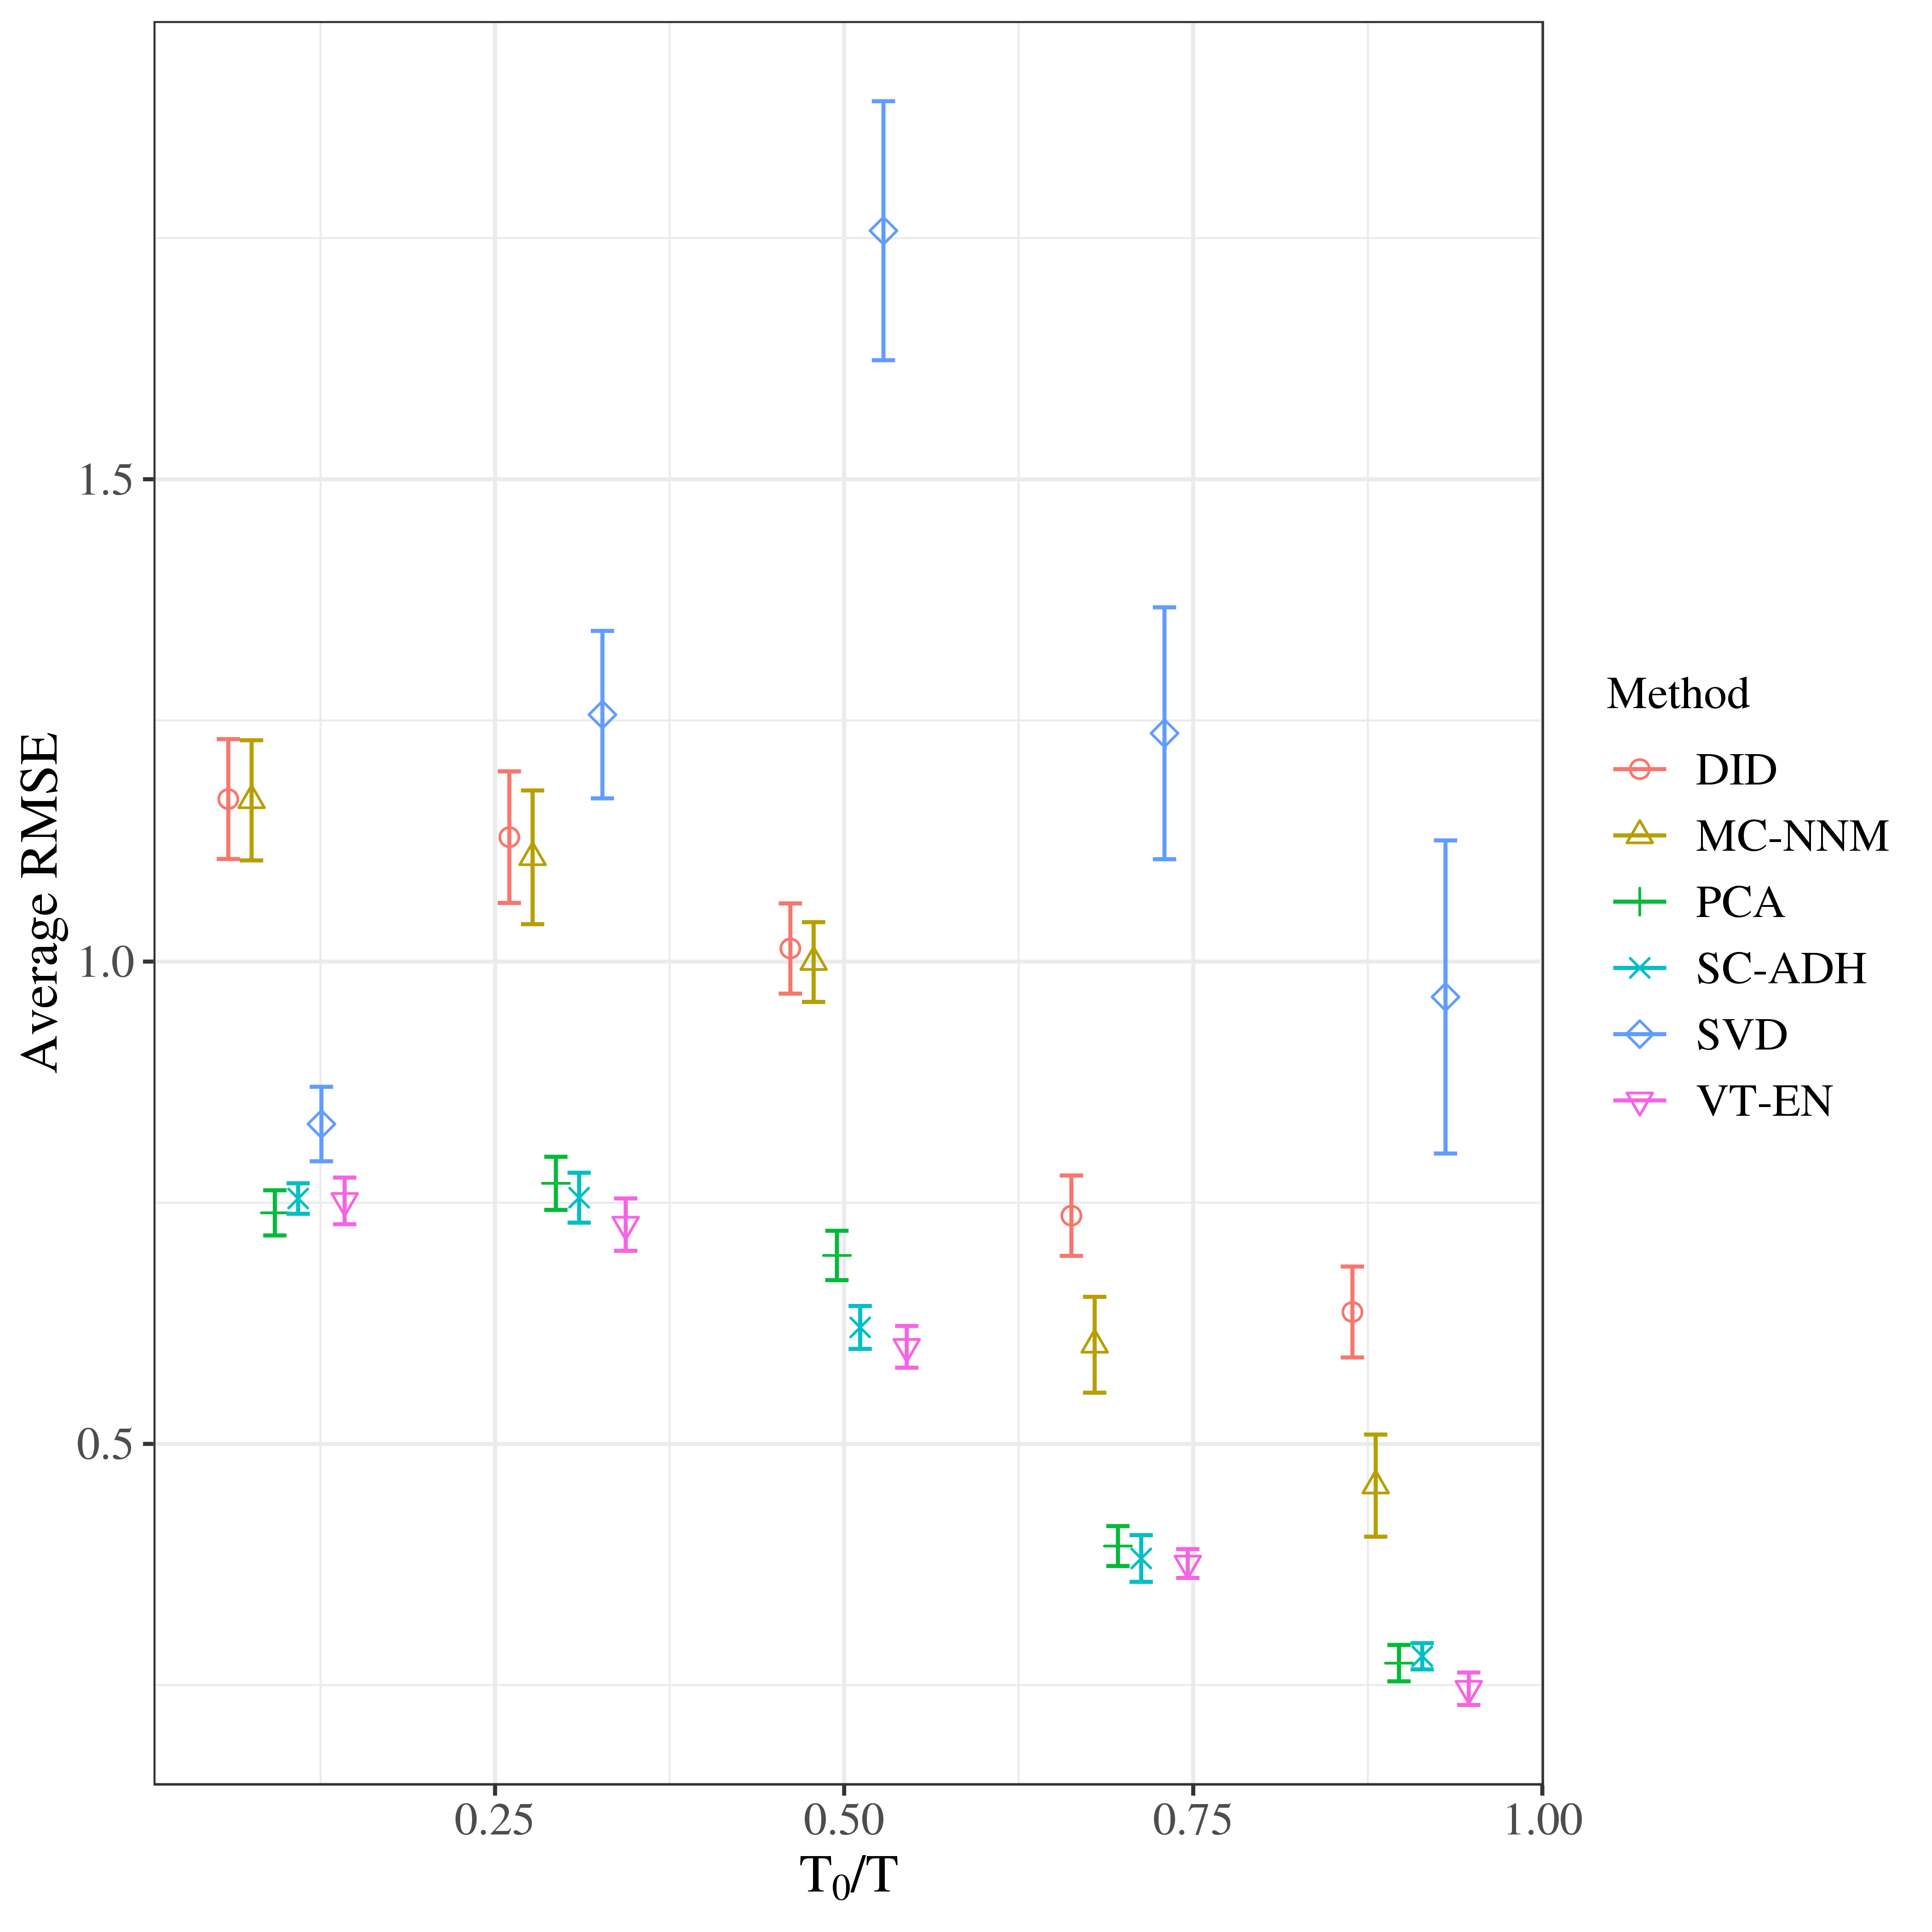 Average RMSE
1.5
1.0
0.5
0.25
0.50
0.75
1.00
T0/T
Method
DID
MC-NNM
PCA
SC-ADH
SVD
VT-EN